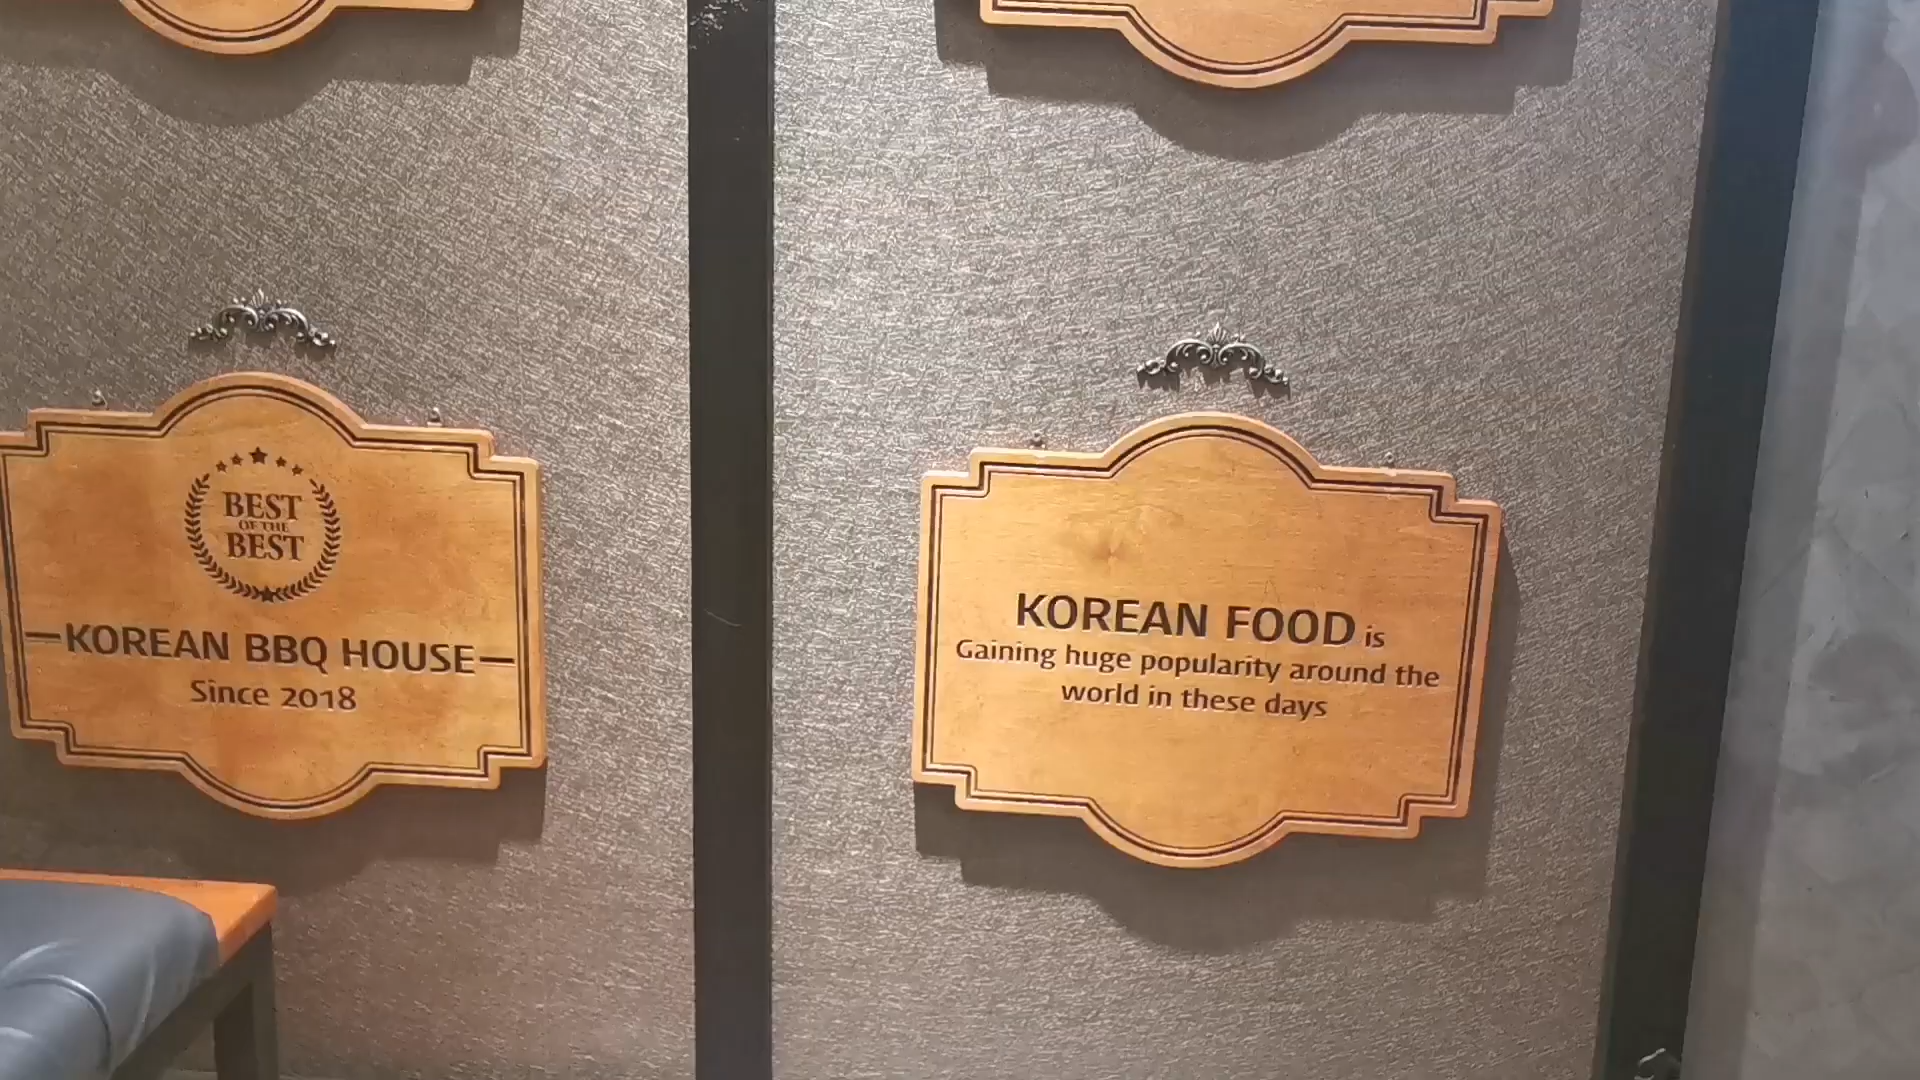 BEST
OF THE
BEST
KOREAN BBQ HOUSE
Since 2018
KOREAN FOOD is
Gaining huge popularity around the
world in these days